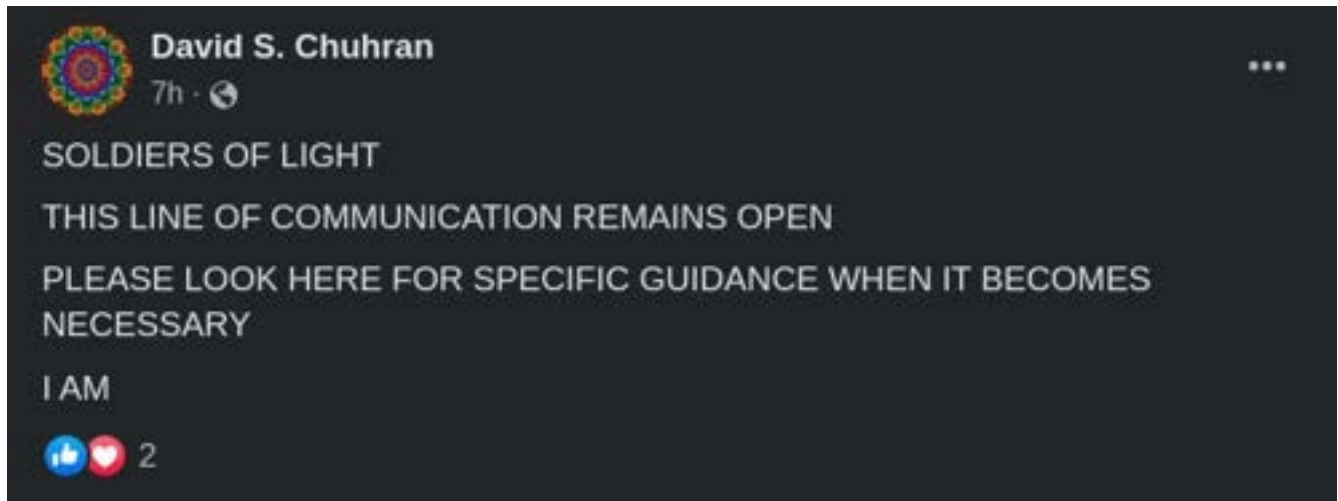 David S. Chuhran
7h ·
SOLDIERS OF LIGHT
THIS LINE OF COMMUNICATION REMAINS OPEN
PLEASE LOOK HERE FOR SPECIFIC GUIDANCE WHEN IT BECOMES
NECESSARY
I AM
2